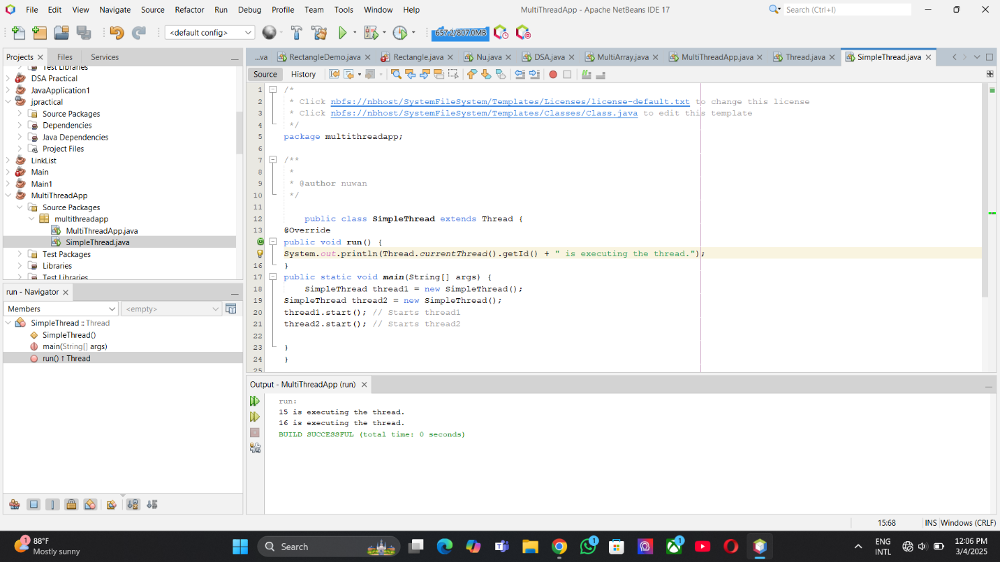 File Edit View Navigate Source Refactor Run Debug Profile Team Tools Window Help
MultiThreadApp - Apache NetBeans IDE 17
Search (Ctrl+I)
<default config>
657.2/807.0MB
Projects
Files
Services
Test Libraries
DSA Practical
JavaApplication1
jpractical
Source Packages
Dependencies
Java Dependencies
Project Files
LinkList
Main
Main1
MultiThreadApp
Source Packages
multithreadapp
MultiThreadApp.java
SimpleThread.java
Test Packages
Libraries
Test Libraries
run - Navigator
Members
<empty>
SimpleThread :: Thread
SimpleThread()
main(String[] args)
run() ↑ Thread
...va
RectangleDemo.java
Rectangle.java
Nu.java
DSA.java
MultiArray.java
MultiThreadApp.java
Thread.java
SimpleThread.java
Source
History
1 /*
2 * Click nbfs://nbhost/SystemFileSystem/Templates/Licenses/license-default.txt to change this license
3 * Click nbfs://nbhost/SystemFileSystem/Templates/Classes/Class.java to edit this template
4 */
5 package multithreadapp;
6
7 /**
8 *
9 * @author nuwan
10 */
11
12 public class SimpleThread extends Thread {
13 @Override
public void run() {
System.out.println(Thread.currentThread().getId() + " is executing the thread.");
16 }
17 public static void main(String[] args) {
18 SimpleThread thread1 = new SimpleThread();
19 SimpleThread thread2 = new SimpleThread();
20 thread1.start(); // Starts thread1
21 thread2.start(); // Starts thread2
22
23 }
24 }
25
Output - MultiThreadApp (run)
run:
15 is executing the thread.
16 is executing the thread.
BUILD SUCCESSFUL (total time: 0 seconds)
15:68
INS
Windows (CRLF)
1
88°F
Mostly sunny
Search
1
1
ENG
INTL
12:06 PM
3/4/2025